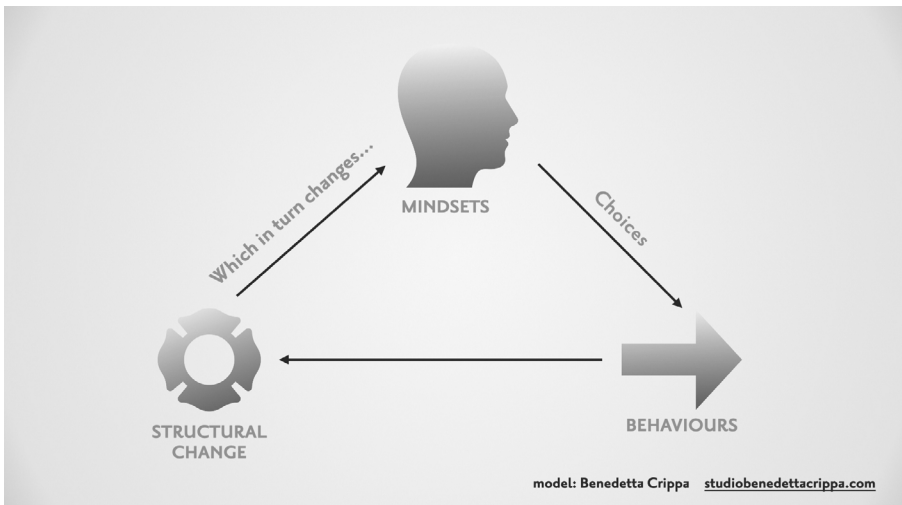 Which in turn changes...
MINDSETS
Choices
STRUCTURAL
CHANGE
BEHAVIOURS
model: Benedetta Crippa studiobenedettacrippa.com